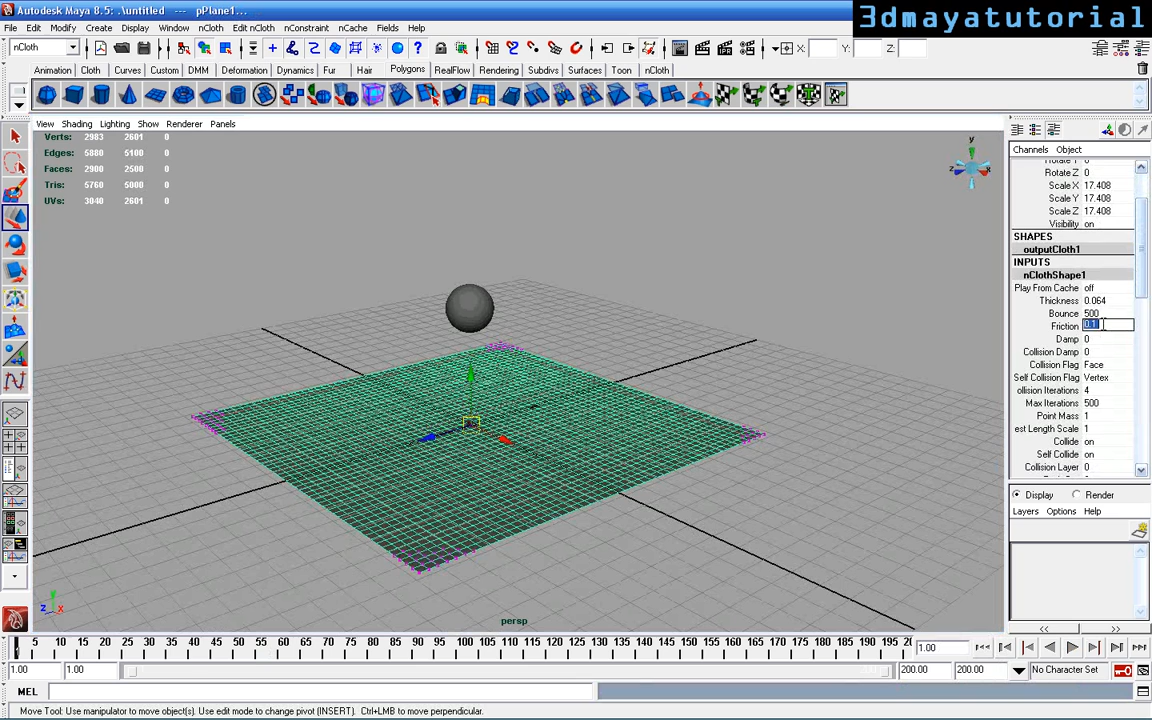 Autodesk Maya 8.5: .\untitled --- pPlane1...
3dmayatutorial
File Edit Modify Create Display Window nCloth Edit nCloth nConstraint nCache Fields Help
nCloth X: Y: Z:
Animation Cloth Curves Custom DMM Deformation Dynamics Fur Hair Polygons RealFlow Rendering Subdivs Surfaces Toon nCloth
View Shading Lighting Show Renderer Panels
Verts: 2983 2601 0
Edges: 5880 5100 0
Faces: 2900 2500 0
Tris: 5760 5000 0
UVs: 3040 2601 0
y
z x
Channels Object
Rotate Z 0
Scale X 17.408
Scale Y 17.408
Scale Z 17.408
Visibility on
SHAPES
outputCloth1
INPUTS
nClothShape1
Play From Cache off
Thickness 0.064
Bounce 500
Friction 0.1
Damp 0
Collision Damp 0
Collision Flag Face
Self Collision Flag Vertex
ollision Iterations 4
Max Iterations 500
Point Mass 1
est Length Scale 1
Collide on
Self Collide on
Collision Layer 0
Display Render
Layers Options Help
y
z x
persp
5 10 15 20 25 30 35 40 45 50 55 60 65 70 75 80 85 90 95 100 105 110 115 120 125 130 135 140 145 150 155 160 165 170 175 180 185 190 195 20
1.00
1.00 1.00 200.00 200.00 No Character Set
MEL
Move Tool: Use manipulator to move object(s). Use edit mode to change pivot (INSERT). Ctrl+LMB to move perpendicular.